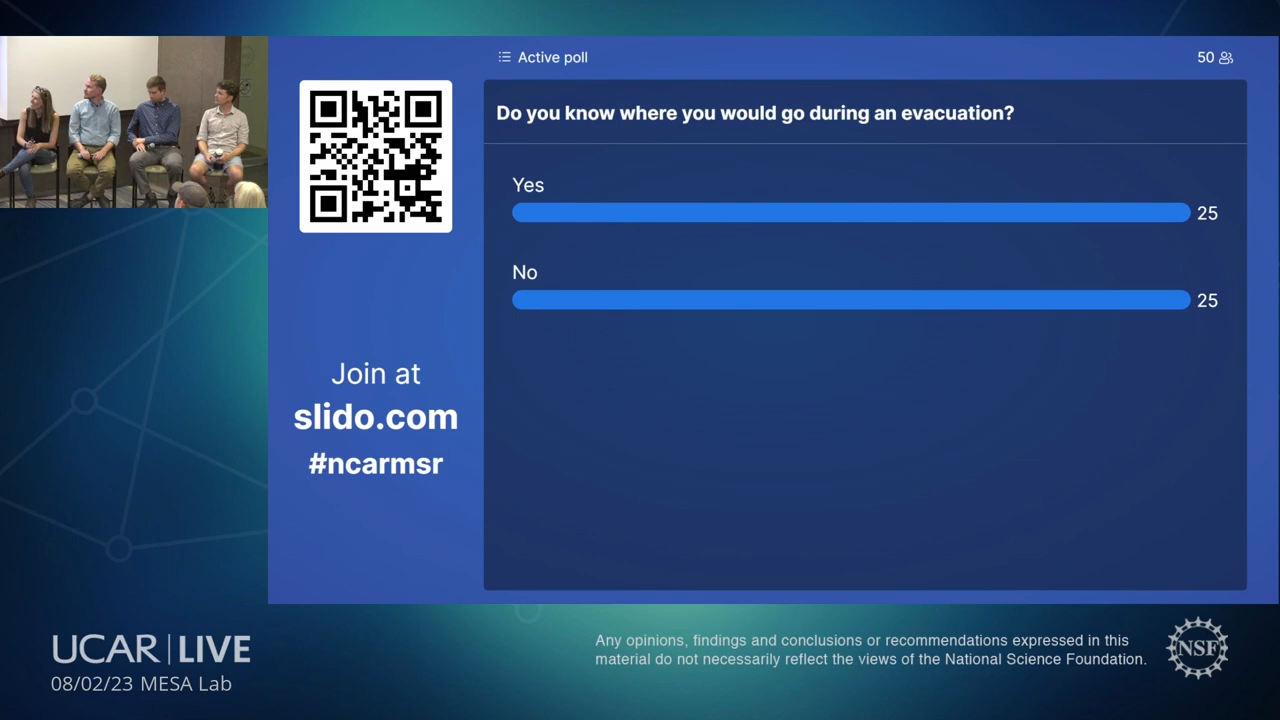 Active poll
50
Do you know where you would go during an evacuation?
Yes
25
No
25
Join at
slido.com
#ncarmsr
UCAR | LIVE
08/02/23 MESA Lab
Any opinions, findings and conclusions or recommendations expressed in this
material do not necessarily reflect the views of the National Science Foundation.
NSF